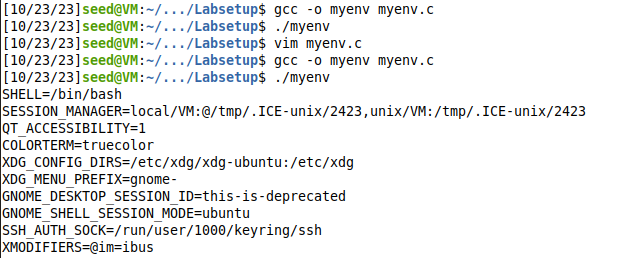 [10/23/23]seed@VM:~/.../Labsetup$ gcc -o myenv myenv.c
[10/23/23]seed@VM:~/.../Labsetup$ ./myenv
[10/23/23]seed@VM:~/.../Labsetup$ vim myenv.c
[10/23/23]seed@VM:~/.../Labsetup$ gcc -o myenv myenv.c
[10/23/23]seed@VM:~/.../Labsetup$ ./myenv
SHELL=/bin/bash
SESSION_MANAGER=local/VM:@/tmp/.ICE-unix/2423,unix/VM:/tmp/.ICE-unix/2423
QT_ACCESSIBILITY=1
COLORTERM=truecolor
XDG_CONFIG_DIRS=/etc/xdg/xdg-ubuntu:/etc/xdg
XDG_MENU_PREFIX=gnome-
GNOME_DESKTOP_SESSION_ID=this-is-deprecated
GNOME_SHELL_SESSION_MODE=ubuntu
SSH_AUTH_SOCK=/run/user/1000/keyring/ssh
XMODIFIERS=@im=ibus